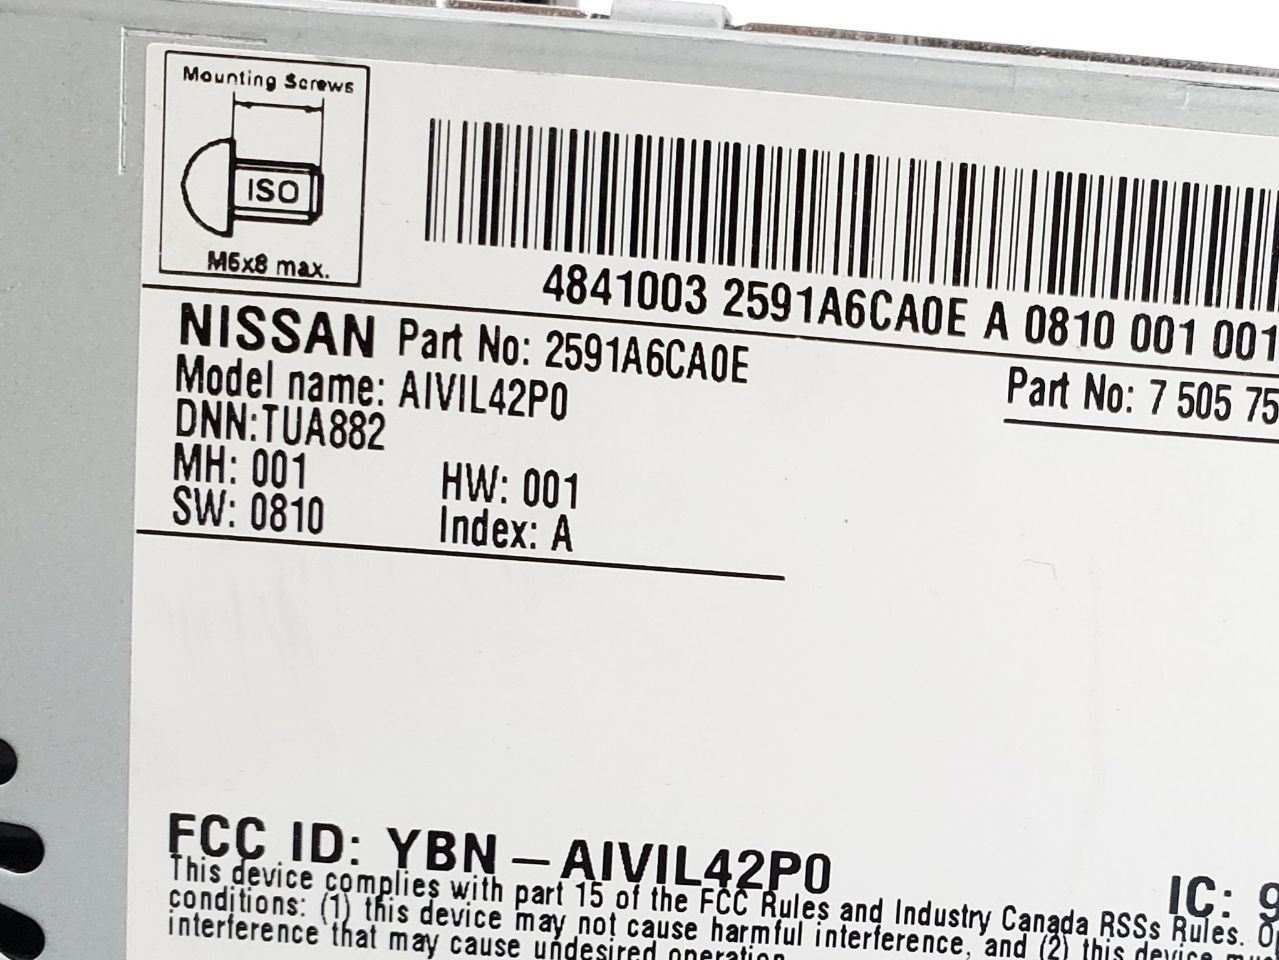 Mounting Screws
ISO
M5x8 max.
4841003 2591A6CA0E A 0810 001 001
NISSAN Part No: 2591A6CA0E
Part No: 7 505 75
Model name: AIVIL42P0
DNN:TUA882
MH: 001 HW: 001
SW: 0810 Index: A
FCC ID: YBN – AIVIL42P0
IC: 9
This device complies with part 15 of the FCC Rules and Industry Canada RSSs Rules.
conditions: (1) this device may not cause harmful interference, and (2) this device must
interference that may cause undesired operation.